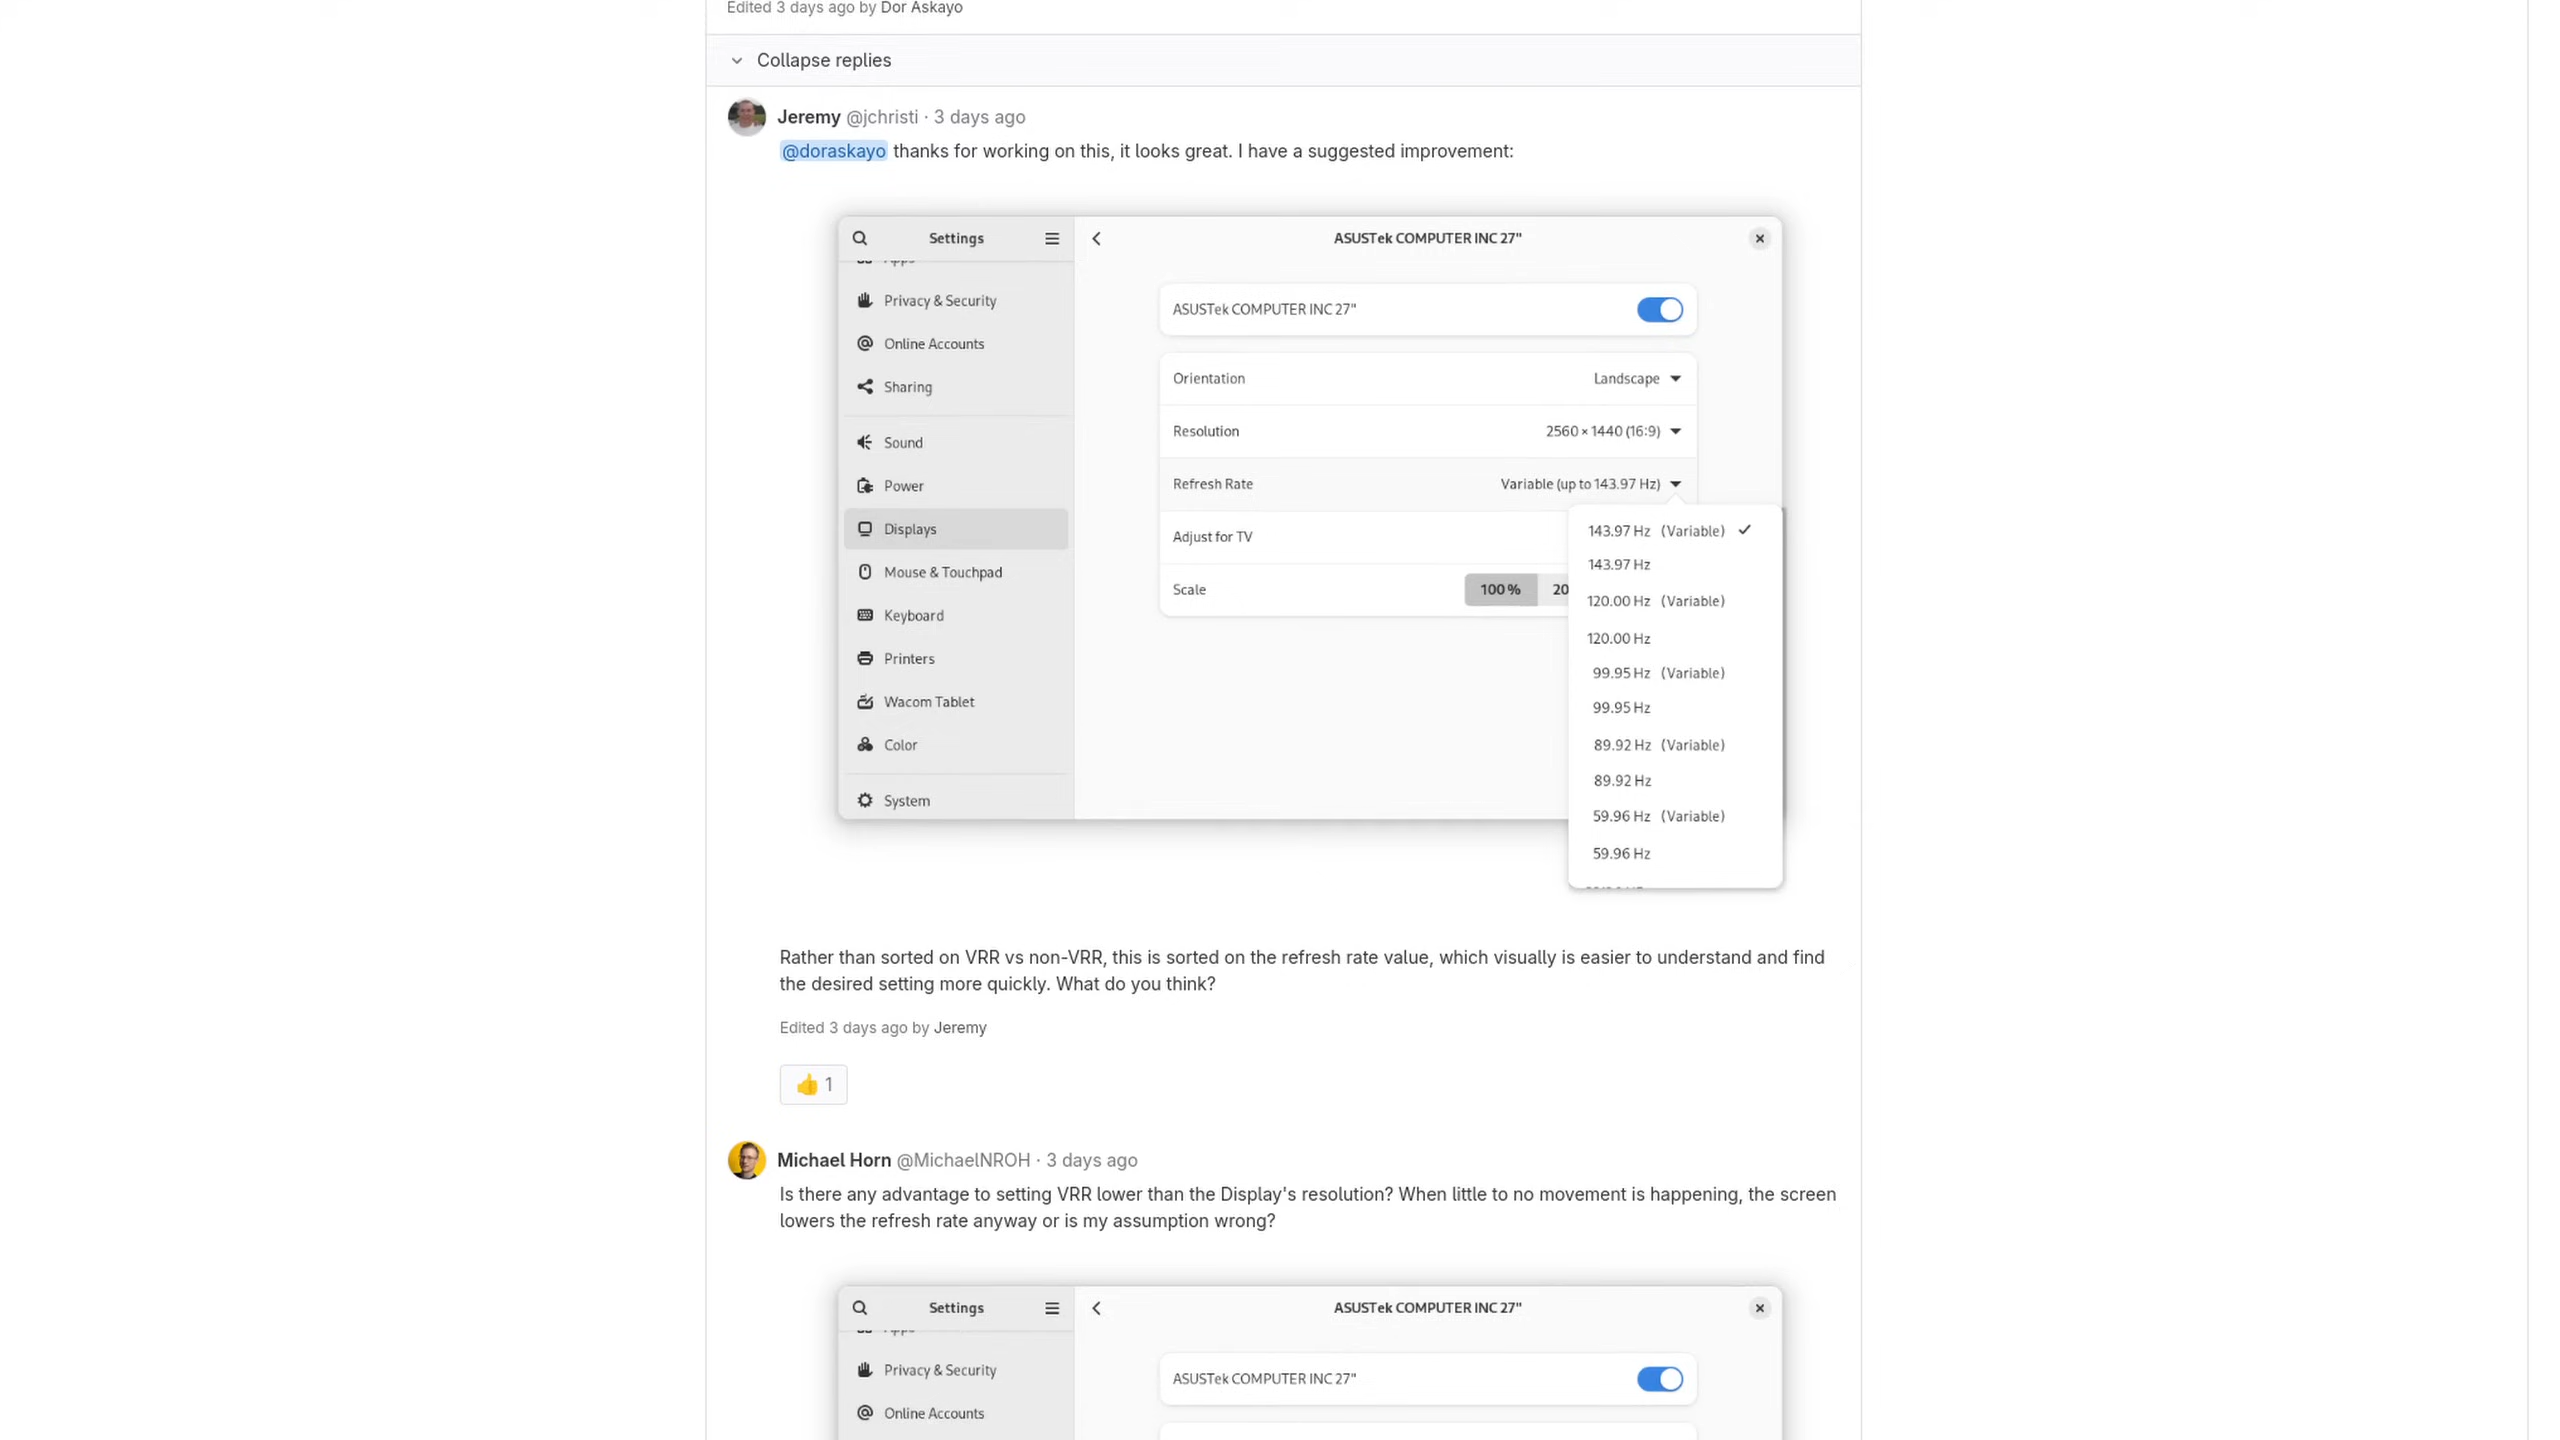 Edited 3 days ago by Dor Askayo
Collapse replies
Jeremy @jchristi · 3 days ago
@doraskayo thanks for working on this, it looks great. I have a suggested improvement:
Settings
Privacy & Security
Online Accounts
Sharing
Sound
Power
Displays
Mouse & Touchpad
Keyboard
Printers
Wacom Tablet
Color
System
ASUSTek COMPUTER INC 27"
ASUSTek COMPUTER INC 27"
Orientation Landscape
Resolution 2560 × 1440 (16:9)
Refresh Rate Variable (up to 143.97 Hz)
Adjust for TV
Scale 100 % 20
143.97 Hz (Variable) ✓
143.97 Hz
120.00 Hz (Variable)
120.00 Hz
99.95 Hz (Variable)
99.95 Hz
89.92 Hz (Variable)
89.92 Hz
59.96 Hz (Variable)
59.96 Hz
Rather than sorted on VRR vs non-VRR, this is sorted on the refresh rate value, which visually is easier to understand and find
the desired setting more quickly. What do you think?
Edited 3 days ago by Jeremy
👍 1
Michael Horn @MichaelNROH · 3 days ago
Is there any advantage to setting VRR lower than the Display's resolution? When little to no movement is happening, the screen
lowers the refresh rate anyway or is my assumption wrong?
Settings
Privacy & Security
Online Accounts
ASUSTek COMPUTER INC 27"
ASUSTek COMPUTER INC 27"